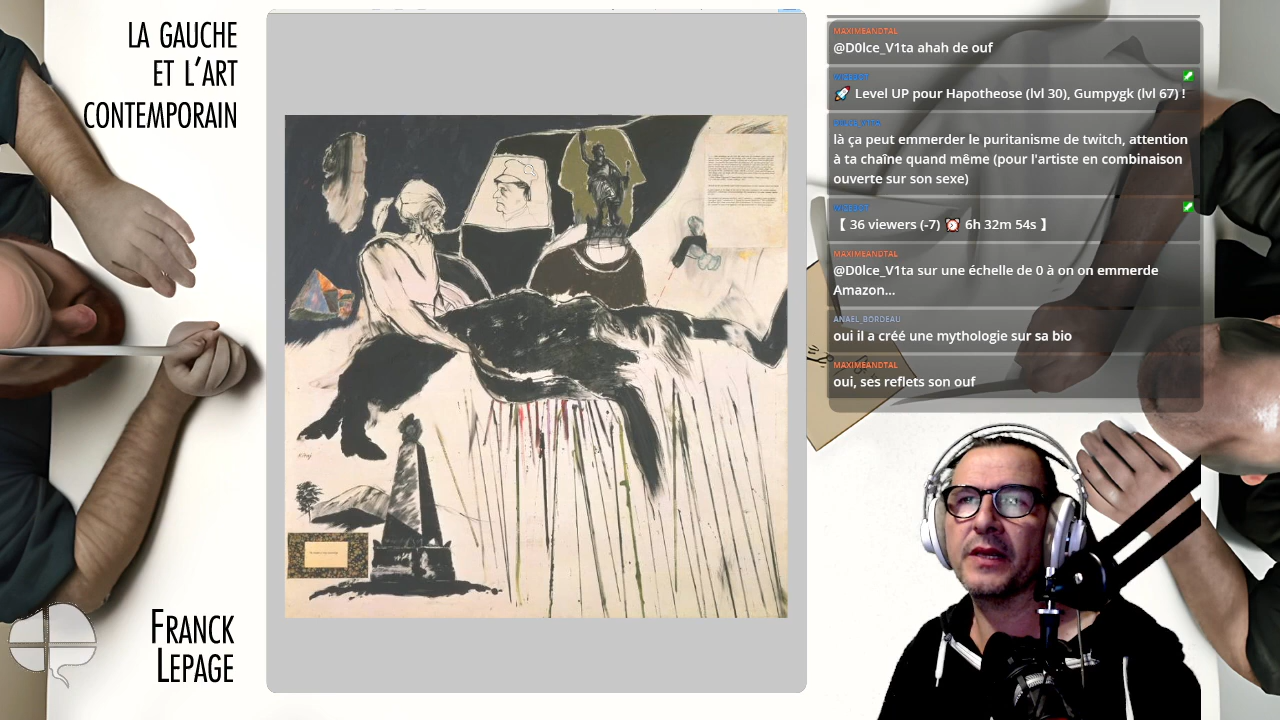 LA GAUCHE
ET L'ART
CONTEMPORAIN
FRANCK
LEPAGE
MAXIMEANDTAL
@D0lce_V1ta ahah de ouf
🚀 Level UP pour Hapotheose (lvl 30), Gumpygk (lvl 67) !
là ça peut emmerder le puritanisme de twitch, attention
à ta chaîne quand même (pour l'artiste en combinaison
ouverte sur son sexe)
【 36 viewers (-7) ⏰ 6h 32m 54s 】
MAXIMEANDTAL
@D0lce_V1ta sur une échelle de 0 à on on emmerde
Amazon...
ANAEL_BORDEAU
oui il a créé une mythologie sur sa bio
MAXIMEANDTAL
oui, ses reflets son ouf